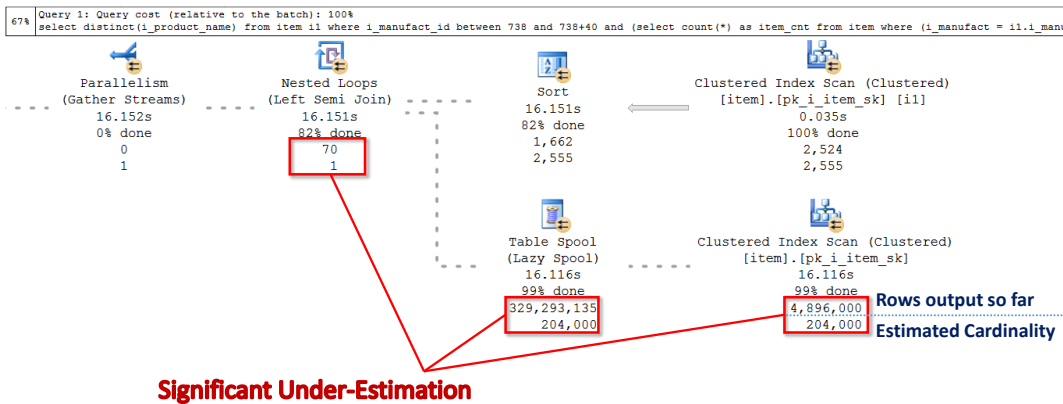 67%
Query 1: Query cost (relative to the batch): 100%
select distinct(i_product_name) from item i1 where i_manufact_id between 738 and 738+40 and (select count(*) as item_cnt from item where (i_manufact = i1.i_manu
Parallelism
(Gather Streams)
16.152s
0% done
0
1
Nested Loops
(Left Semi Join)
16.151s
82% done
70
1
Sort
16.151s
82% done
1,662
2,555
Clustered Index Scan (Clustered)
[item].[pk_i_item_sk] [i1]
0.035s
100% done
2,524
2,555
Table Spool
(Lazy Spool)
16.116s
99% done
329,293,135
204,000
Clustered Index Scan (Clustered)
[item].[pk_i_item_sk]
16.116s
99% done
4,896,000
204,000
Rows output so far
Estimated Cardinality
Significant Under-Estimation